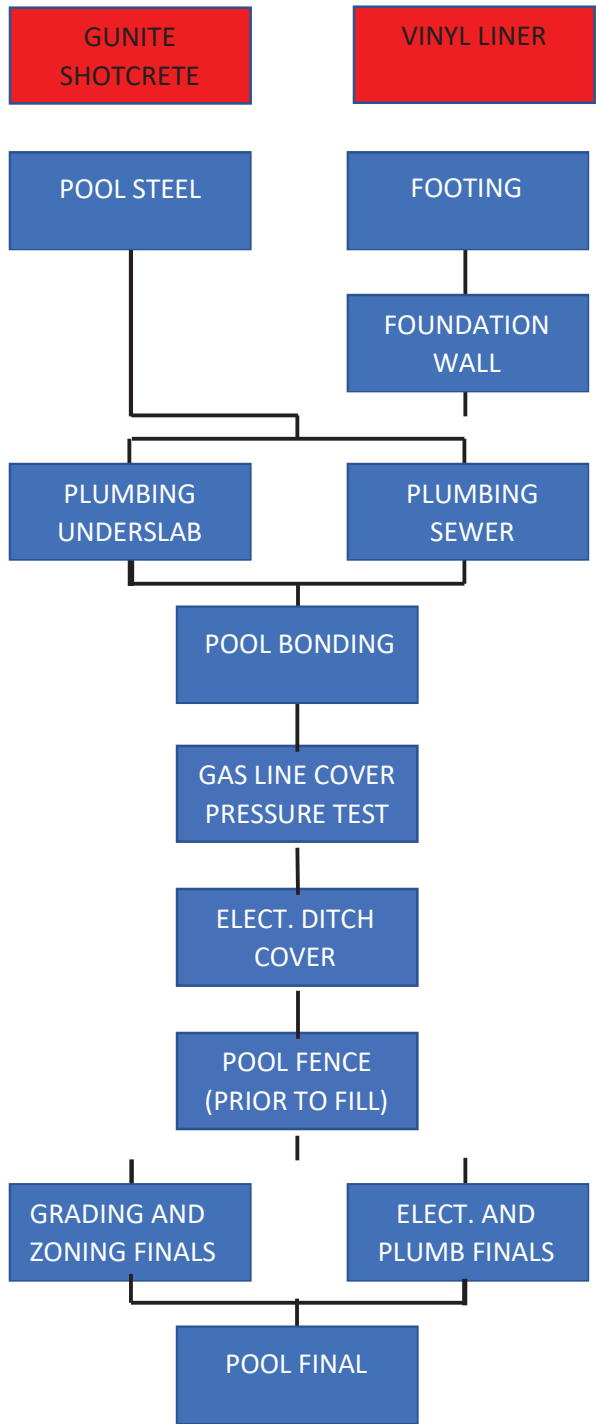 GUNITE
SHOTCRETE
VINYL LINER
POOL STEEL
FOOTING
FOUNDATION
WALL
PLUMBING
UNDERSLAB
PLUMBING
SEWER
POOL BONDING
GAS LINE COVER
PRESSURE TEST
ELECT. DITCH
COVER
POOL FENCE
(PRIOR TO FILL)
GRADING AND
ZONING FINALS
ELECT. AND
PLUMB FINALS
POOL FINAL